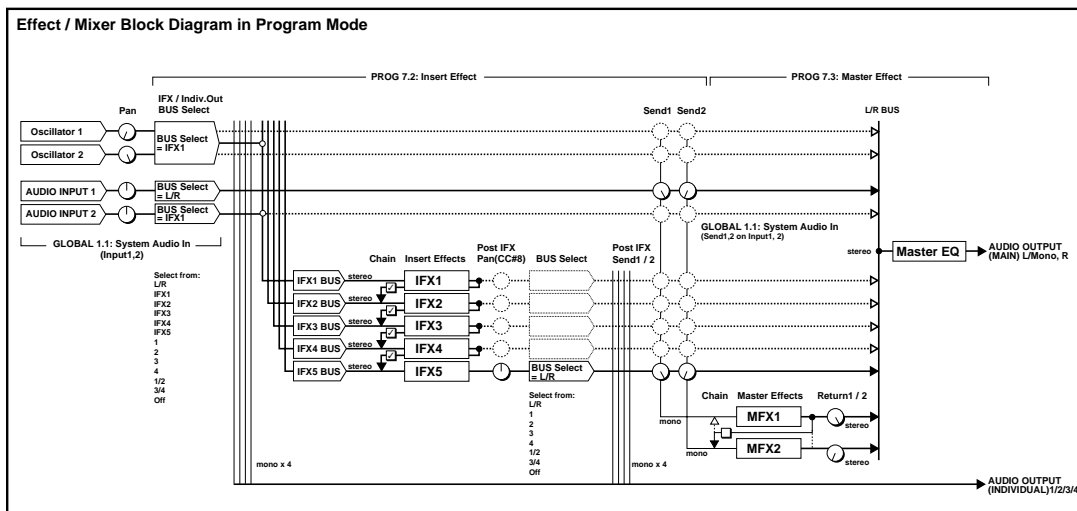 Effect / Mixer Block Diagram in Program Mode
PROG 7.2: Insert Effect
PROG 7.3: Master Effect
Pan
IFX / Indiv.Out
BUS Select
Send1
Send2
L/R BUS
Oscillator 1
Oscillator 2
BUS Select
= IFX1
AUDIO INPUT 1
BUS Select
= L/R
AUDIO INPUT 2
BUS Select
= IFX1
GLOBAL 1.1: System Audio In
(Input1,2)
GLOBAL 1.1: System Audio In
(Send1,2 on Input1, 2)
stereo
Master EQ
AUDIO OUTPUT
(MAIN) L/Mono, R
Chain
Insert Effects
Post IFX
Pan(CC#8)
BUS Select
Post IFX
Send1 / 2
Select from:
L/R
IFX1
IFX2
IFX3
IFX4
IFX5
1
2
3
4
1/2
3/4
Off
IFX1 BUS
stereo
IFX1
IFX2 BUS
stereo
IFX2
IFX3 BUS
stereo
IFX3
IFX4 BUS
stereo
IFX4
IFX5 BUS
stereo
IFX5
BUS Select
= L/R
Select from:
L/R
1
2
3
4
1/2
3/4
Off
Chain
Master Effects
Return1 / 2
mono
MFX1
stereo
mono
MFX2
stereo
mono x 4
mono x 4
AUDIO OUTPUT
(INDIVIDUAL)1/2/3/4